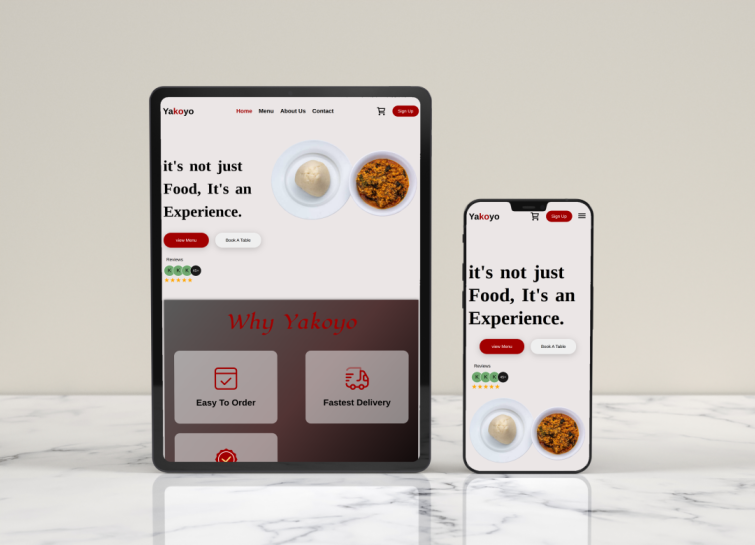 Yakoyo
Home Menu About Us Contact
Sign Up
it's not just
Food, It's an
Experience.
view Menu
Book A Table
Reviews
Why Yakoyo
Easy To Order
Fastest Delivery
Yakoyo
Sign Up
it's not just
Food, It's an
Experience.
view Menu
Book A Table
Reviews